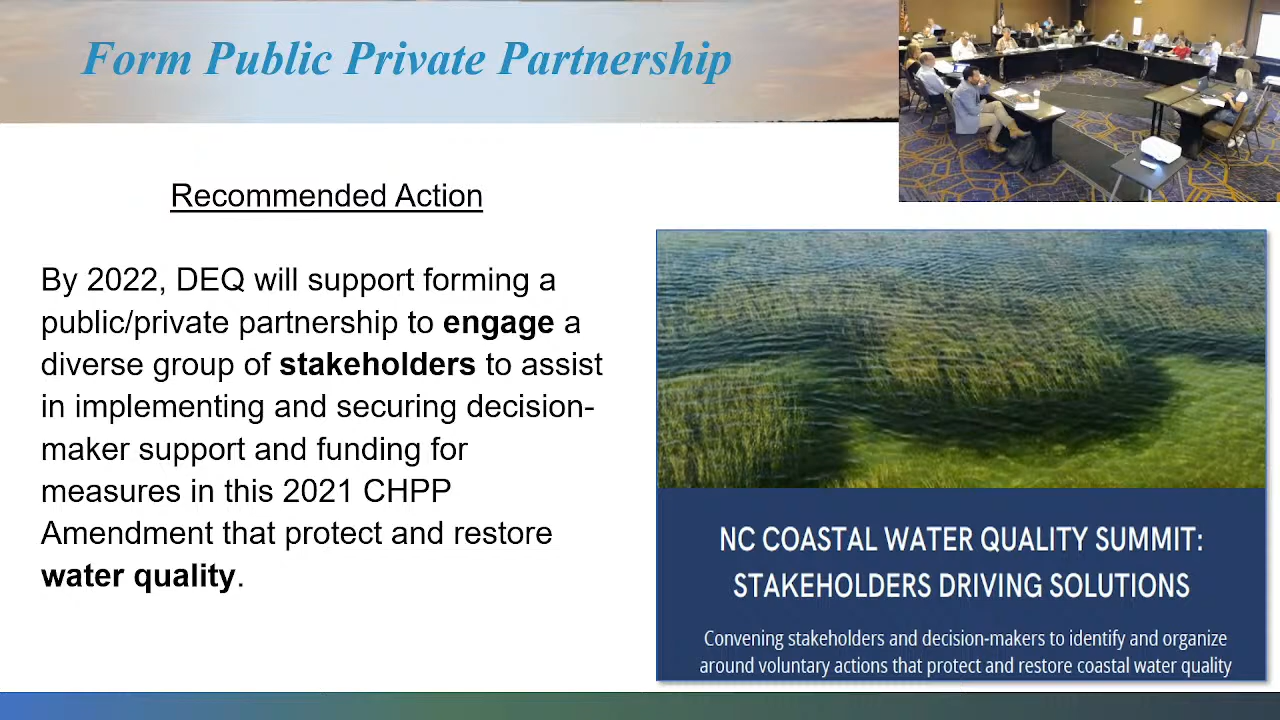 Form Public Private Partnership
Recommended Action
By 2022, DEQ will support forming a
public/private partnership to engage a
diverse group of stakeholders to assist
in implementing and securing decision-
maker support and funding for
measures in this 2021 CHPP
Amendment that protect and restore
water quality.
NC COASTAL WATER QUALITY SUMMIT:
STAKEHOLDERS DRIVING SOLUTIONS
Convening stakeholders and decision-makers to identify and organize
around voluntary actions that protect and restore coastal water quality